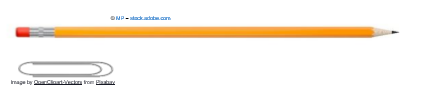 © MP – stock.adobe.com
Image by OpenClipart-Vectors from Pixabay